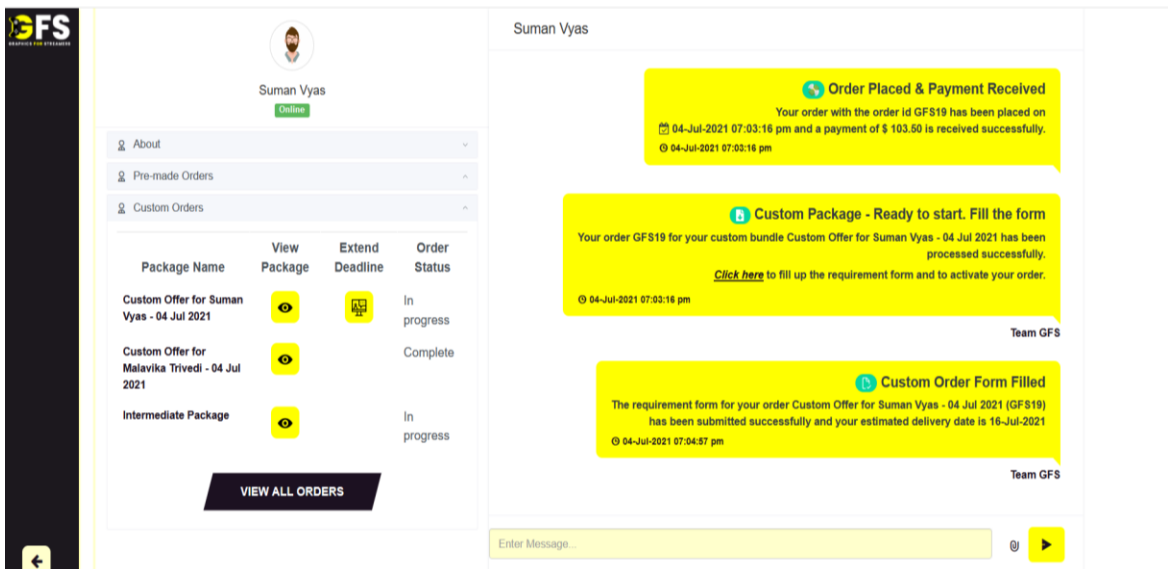 GFS
GRAPHICS FOR STREAMERS
Suman Vyas
Online
About
Pre-made Orders
Custom Orders
Package Name
View Package
Extend Deadline
Order Status
Custom Offer for Suman
Vyas - 04 Jul 2021
In
progress
Custom Offer for
Malavika Trivedi - 04 Jul
2021
Complete
Intermediate Package
In
progress
VIEW ALL ORDERS
Suman Vyas
Order Placed & Payment Received
Your order with the order id GFS19 has been placed on
04-Jul-2021 07:03:16 pm and a payment of $ 103.50 is received successfully.
04-Jul-2021 07:03:16 pm
Custom Package - Ready to start. Fill the form
Your order GFS19 for your custom bundle Custom Offer for Suman Vyas - 04 Jul 2021 has been
processed successfully.
Click here to fill up the requirement form and to activate your order.
04-Jul-2021 07:03:16 pm
Team GFS
Custom Order Form Filled
The requirement form for your order Custom Offer for Suman Vyas - 04 Jul 2021 (GFS19)
has been submitted successfully and your estimated delivery date is 16-Jul-2021
04-Jul-2021 07:04:57 pm
Team GFS
Enter Message...